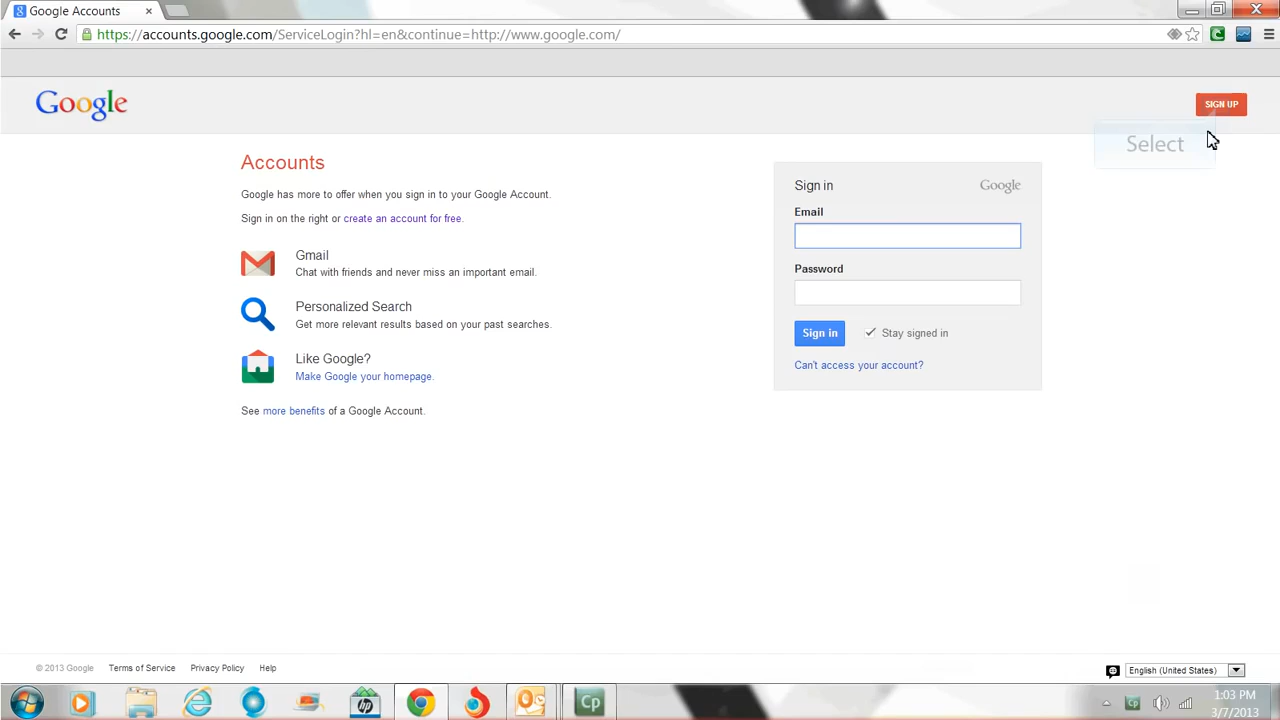 Google Accounts
https://accounts.google.com/ServiceLogin?hl=en&continue=http://www.google.com/
Google
SIGN UP
Select
Accounts
Google has more to offer when you sign in to your Google Account.
Sign in on the right or create an account for free.
Gmail
Chat with friends and never miss an important email.
Personalized Search
Get more relevant results based on your past searches.
Like Google?
Make Google your homepage.
See more benefits of a Google Account.
Sign in Google
Email
Password
Sign in Stay signed in
Can't access your account?
© 2013 Google Terms of Service Privacy Policy Help
English (United States)
hp
Cp
Cp
1:03 PM
3/7/2013